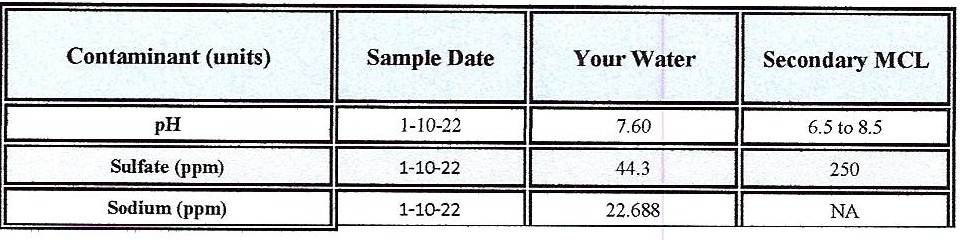 Contaminant (units) Sample Date Your Water Secondary MCL
pH 1-10-22 7.60 6.5 to 8.5
Sulfate (ppm) 1-10-22 44.3 250
Sodium (ppm) 1-10-22 22.688 NA